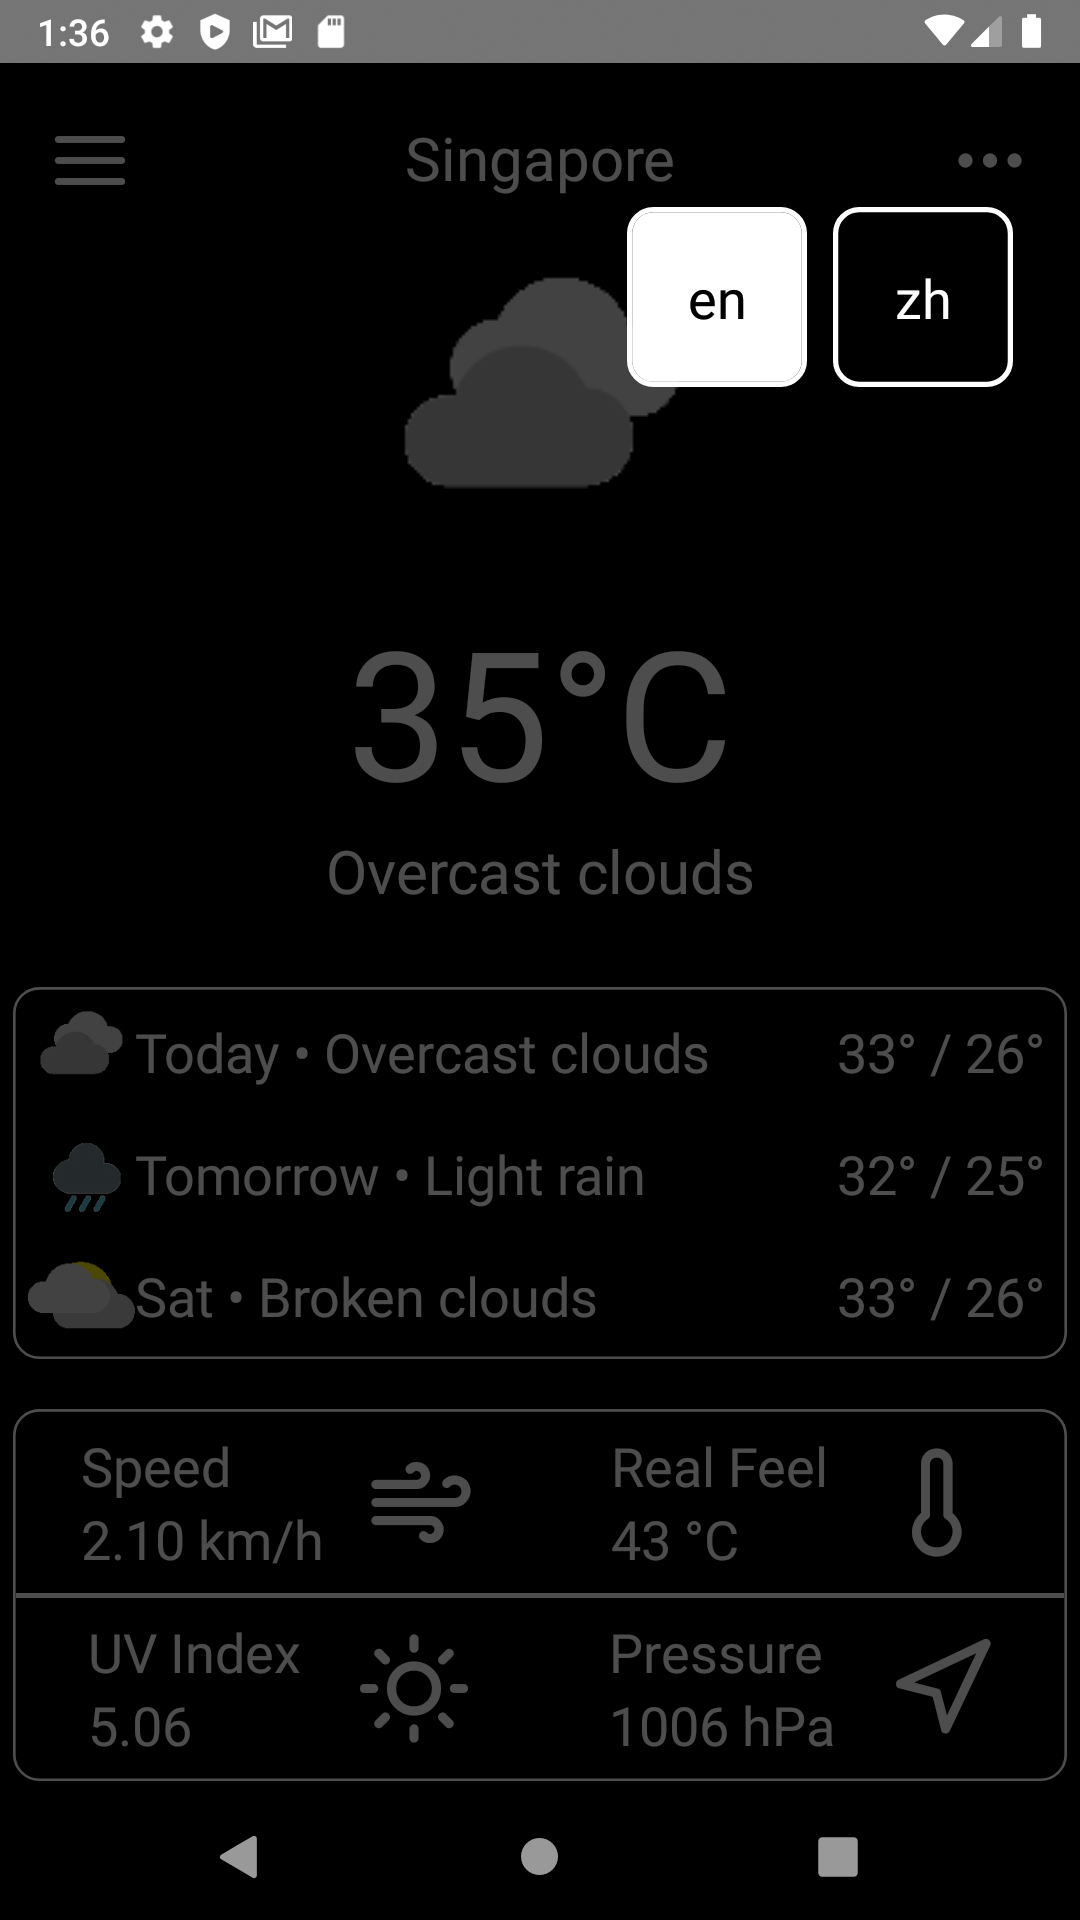 1:36
Singapore
en
zh
35°C
Overcast clouds
Today • Overcast clouds 33° / 26°
Tomorrow • Light rain 32° / 25°
Sat • Broken clouds 33° / 26°
Speed
2.10 km/h
Real Feel
43 °C
UV Index
5.06
Pressure
1006 hPa